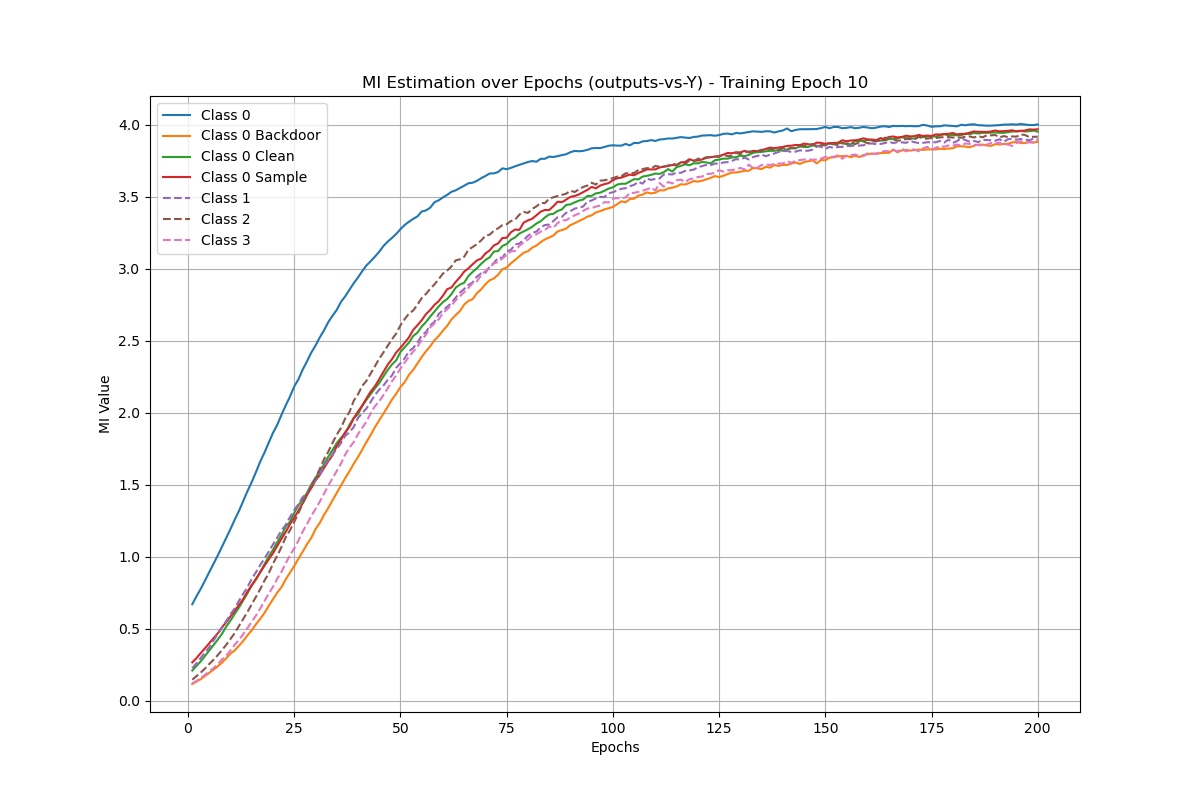 MI Estimation over Epochs (outputs-vs-Y) - Training Epoch 10
Class 0
Class 0 Backdoor
Class 0 Clean
Class 0 Sample
Class 1
Class 2
Class 3
MI Value
4.0
3.5
3.0
2.5
2.0
1.5
1.0
0.5
0.0
0 25 50 75 100 125 150 175 200
Epochs